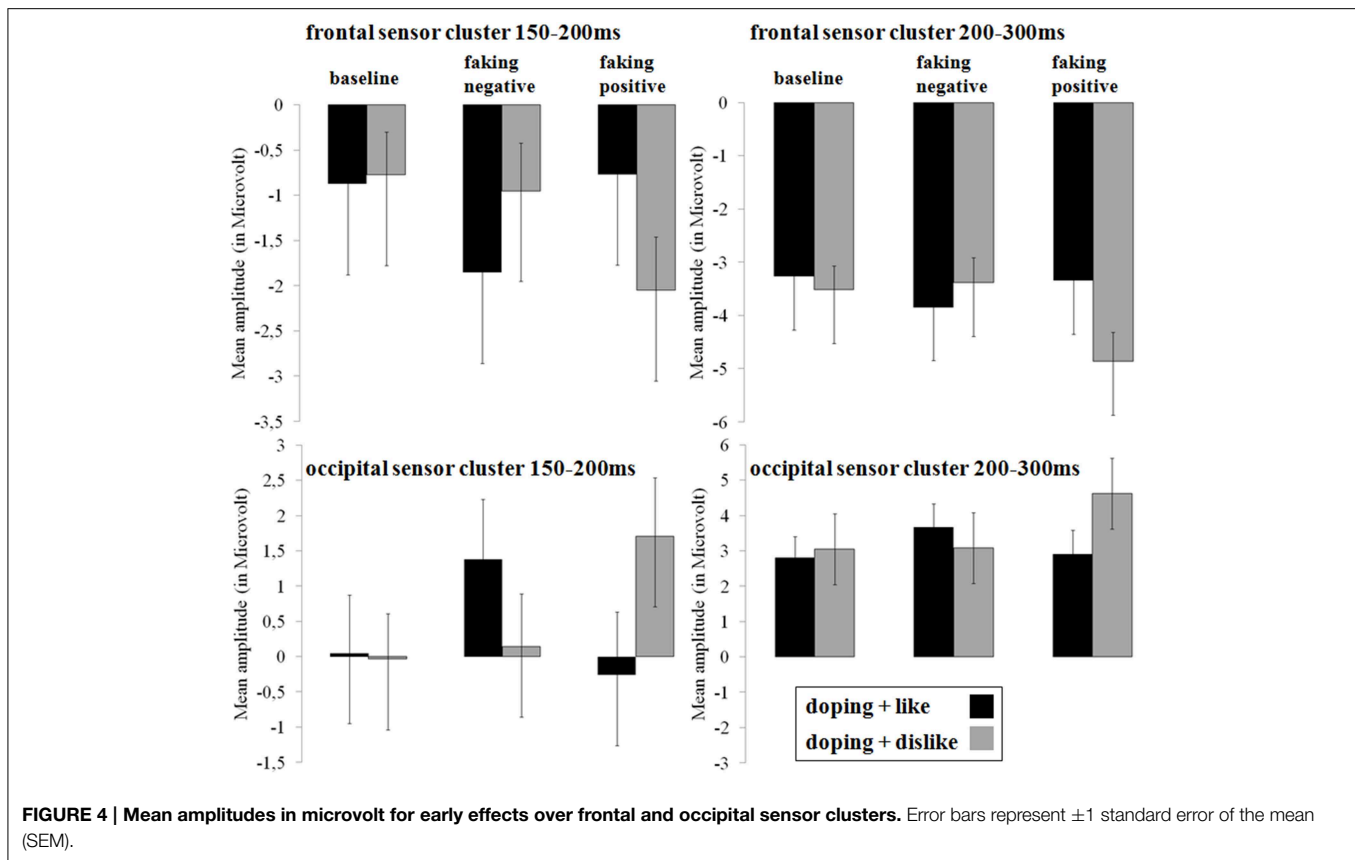 frontal sensor cluster 150-200ms
baseline
faking negative
faking positive
Mean amplitude (in Microvolt)
0
-0,5
-1
-1,5
-2
-2,5
-3
-3,5
frontal sensor cluster 200-300ms
baseline
faking negative
faking positive
Mean amplitude (in Microvolt)
0
-1
-2
-3
-4
-5
-6
occipital sensor cluster 150-200ms
Mean amplitude (in Microvolt)
3
2,5
2
1,5
1
0,5
0
-0,5
-1
-1,5
occipital sensor cluster 200-300ms
Mean amplitude (in Microvolt)
6
5
4
3
2
1
0
-1
-2
-3
doping + like
doping + dislike
FIGURE 4 | Mean amplitudes in microvolt for early effects over frontal and occipital sensor clusters. Error bars represent ±1 standard error of the mean
(SEM).